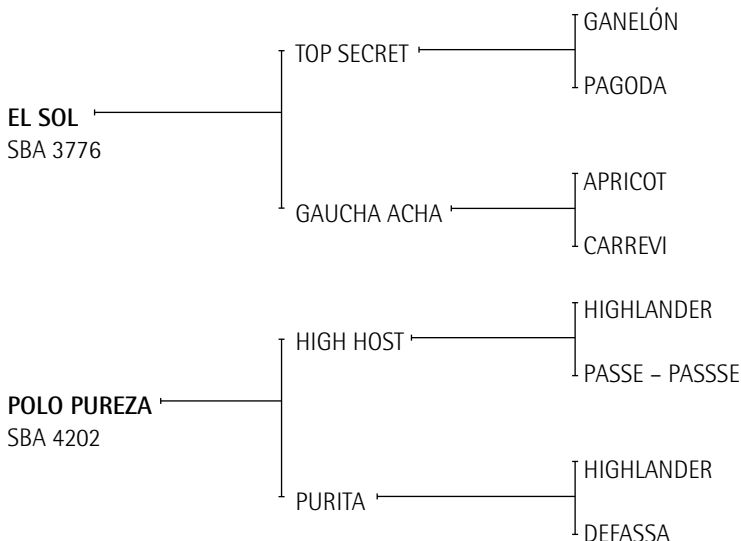 GANELÓN
TOP SECRET
PAGODA
EL SOL
SBA 3776
APRICOT
GAUCHA ACHA
CARREVI
HIGHLANDER
HIGH HOST
PASSE – PASSSE
POLO PUREZA
SBA 4202
HIGHLANDER
PURITA
DEFASSA